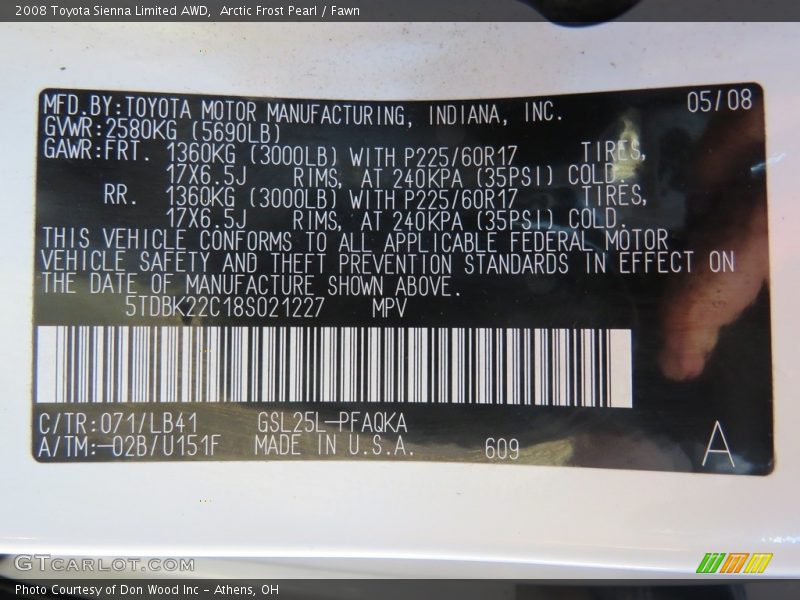 2008 Toyota Sienna Limited AWD, Arctic Frost Pearl / Fawn
MFD.BY:TOYOTA MOTOR MANUFACTURING, INDIANA, INC. 05/08
GVWR:2580KG (5690LB)
GAWR:FRT. 1360KG (3000LB) WITH P225/60R17 TIRES,
17X6.5J RIMS, AT 240KPA (35PSI) COLD.
RR. 1360KG (3000LB) WITH P225/60R17 TIRES,
17X6.5J RIMS, AT 240KPA (35PSI) COLD.
THIS VEHICLE CONFORMS TO ALL APPLICABLE FEDERAL MOTOR
VEHICLE SAFETY AND THEFT PREVENTION STANDARDS IN EFFECT ON
THE DATE OF MANUFACTURE SHOWN ABOVE.
5TDBK22C18S021227 MPV
C/TR:071/LB41 GSL25L-PFAQKA
A/TM:-02B/U151F MADE IN U.S.A. 609 A
GTCARLOT.COM
Photo Courtesy of Don Wood Inc - Athens, OH